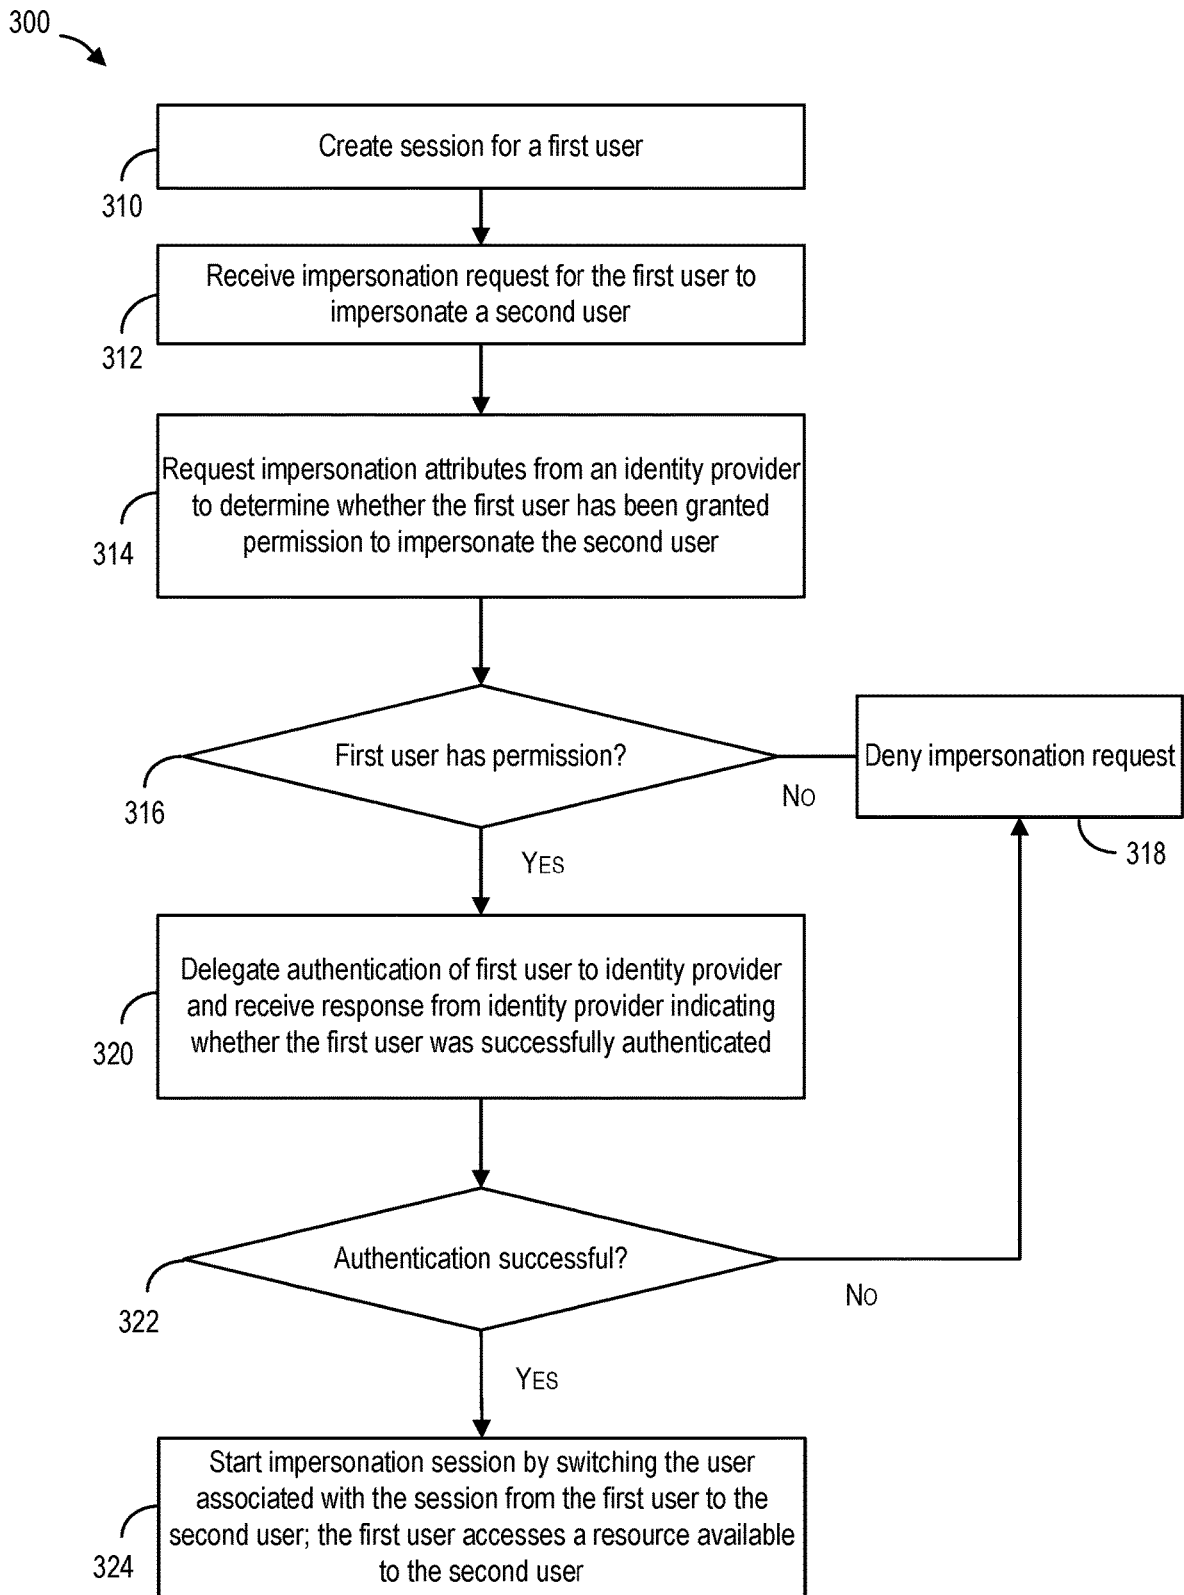 300
Create session for a first user
310
Receive impersonation request for the first user to
impersonate a second user
312
Request impersonation attributes from an identity provider
to determine whether the first user has been granted
permission to impersonate the second user
314
First user has permission?
316
No
Deny impersonation request
318
Yes
Delegate authentication of first user to identity provider
and receive response from identity provider indicating
whether the first user was successfully authenticated
320
Authentication successful?
322
No
Yes
Start impersonation session by switching the user
associated with the session from the first user to the
second user; the first user accesses a resource available
to the second user
324